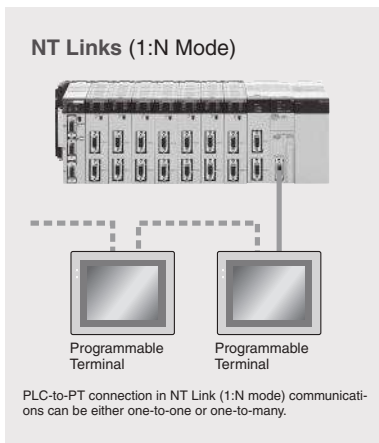 NT Links (1:N Mode)
Programmable
Terminal
Programmable
Terminal
PLC-to-PT connection in NT Link (1:N mode) communicati-
ons can be either one-to-one or one-to-many.